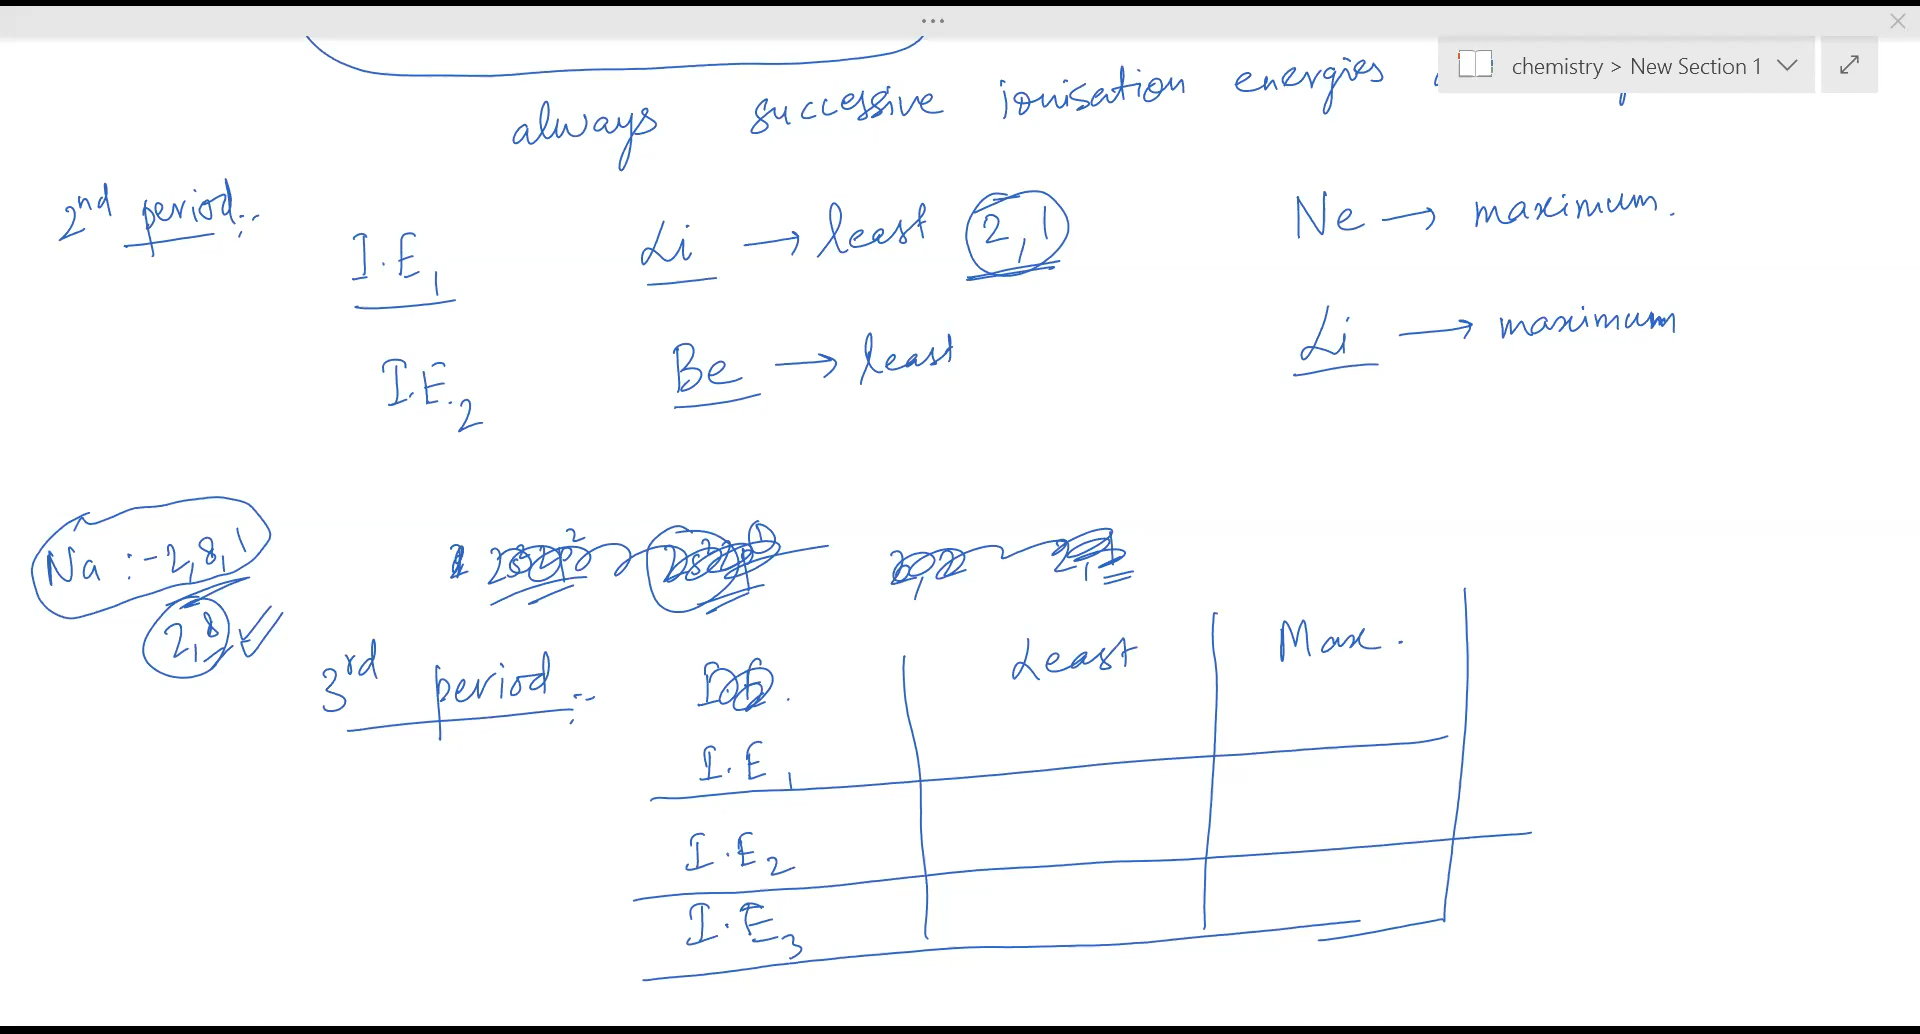 chemistry > New Section 1
always successive ionisation energies
2nd period:-
I.E1 Li → least 2,1 Ne → maximum.
I.E.2 Be → least Li → maximum
Na :- 2,8,1
2,8
3rd period :- Least Max.
I.E1
I.E2
I.E3